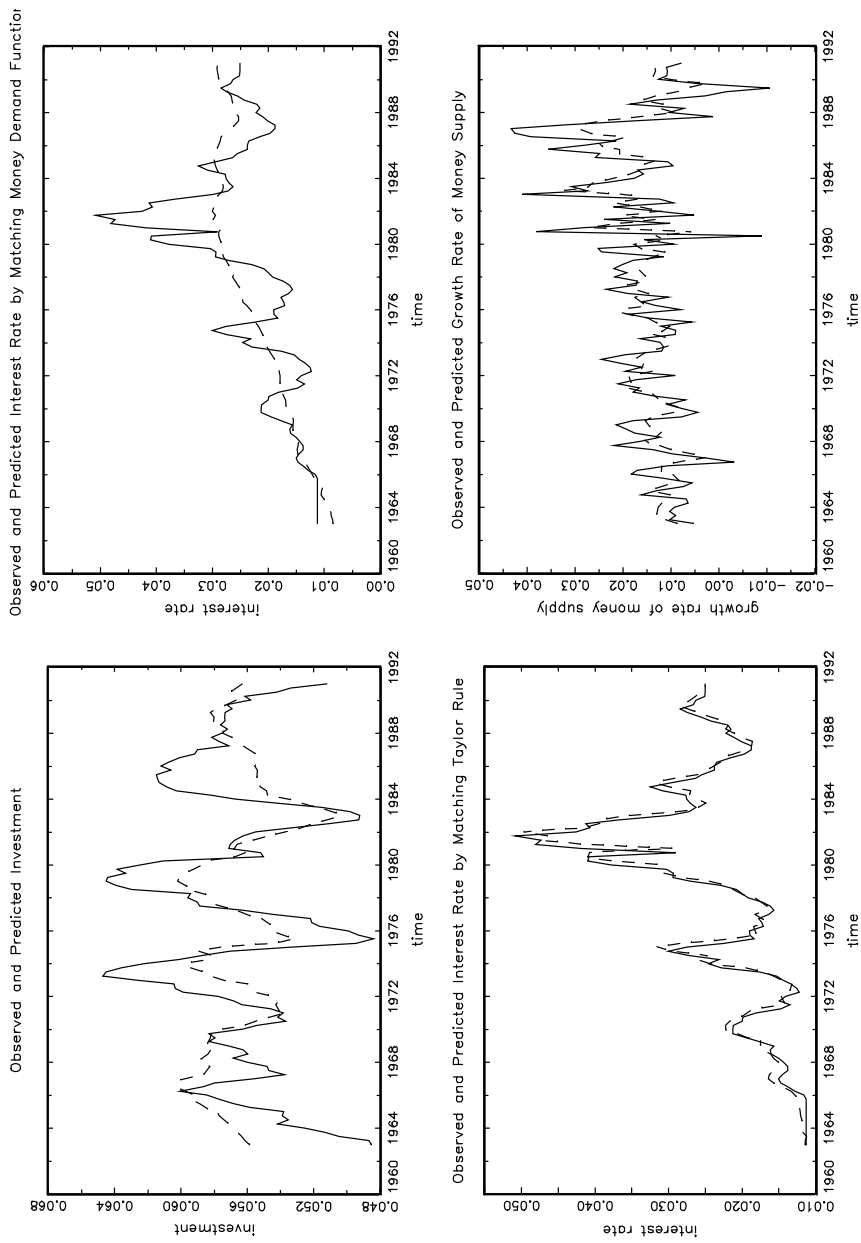 Observed and Predicted Investment
investment
0.068
0.064
0.060
0.056
0.052
0.048
1960 1964 1968 1972 1976 1980 1984 1988 1992
time
Observed and Predicted Interest Rate by Matching Money Demand Function
interest rate
0.06
0.05
0.04
0.03
0.02
0.01
0.00
1960 1964 1968 1972 1976 1980 1984 1988 1992
time
Observed and Predicted Interest Rate by Matching Taylor Rule
interest rate
0.050
0.040
0.030
0.020
0.010
1960 1964 1968 1972 1976 1980 1984 1988 1992
time
Observed and Predicted Growth Rate of Money Supply
growth rate of money supply
0.05
0.04
0.03
0.02
0.01
0.00
-0.01
-0.02
1960 1964 1968 1972 1976 1980 1984 1988 1992
time